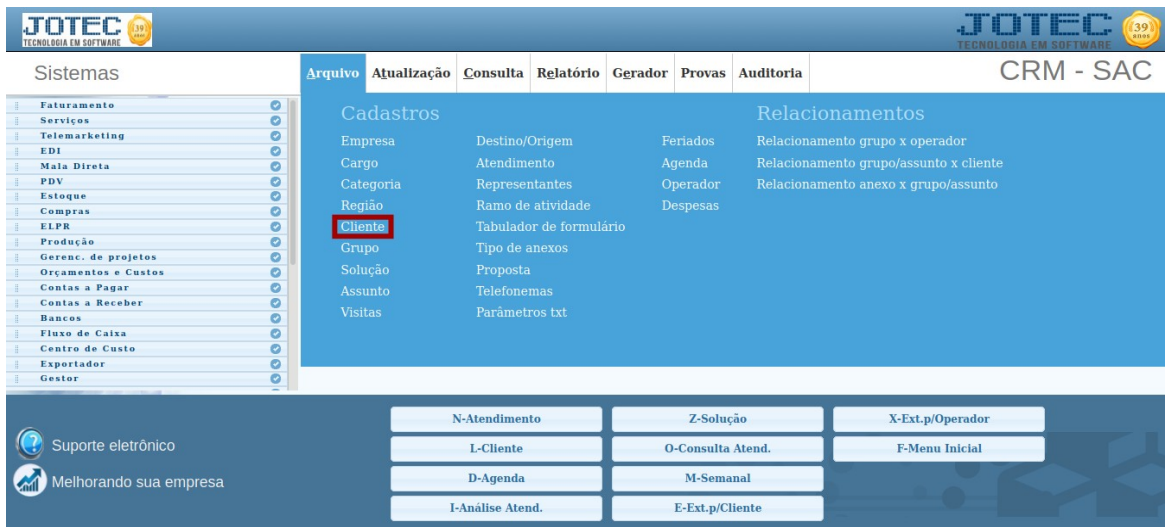 JOTEC 39 anos
TECNOLOGIA EM SOFTWARE
JOTEC 39 anos
TECNOLOGIA EM SOFTWARE
Sistemas
Arquivo Atualização Consulta Relatório Gerador Provas Auditoria
CRM - SAC
Faturamento
Serviços
Telemarketing
EDI
Mala Direta
PDV
Estoque
Compras
ELPR
Produção
Gerenc. de projetos
Orçamentos e Custos
Contas a Pagar
Contas a Receber
Bancos
Fluxo de Caixa
Centro de Custo
Exportador
Gestor
Cadastros
Empresa
Cargo
Categoria
Região
Cliente
Grupo
Solução
Assunto
Visitas
Destino/Origem
Atendimento
Representantes
Ramo de atividade
Tabulador de formulário
Tipo de anexos
Proposta
Telefonemas
Parâmetros txt
Feriados
Agenda
Operador
Despesas
Relacionamentos
Relacionamento grupo x operador
Relacionamento grupo/assunto x cliente
Relacionamento anexo x grupo/assunto
Suporte eletrônico
Melhorando sua empresa
N-Atendimento
L-Cliente
D-Agenda
I-Análise Atend.
Z-Solução
O-Consulta Atend.
M-Semanal
E-Ext.p/Cliente
X-Ext.p/Operador
F-Menu Inicial